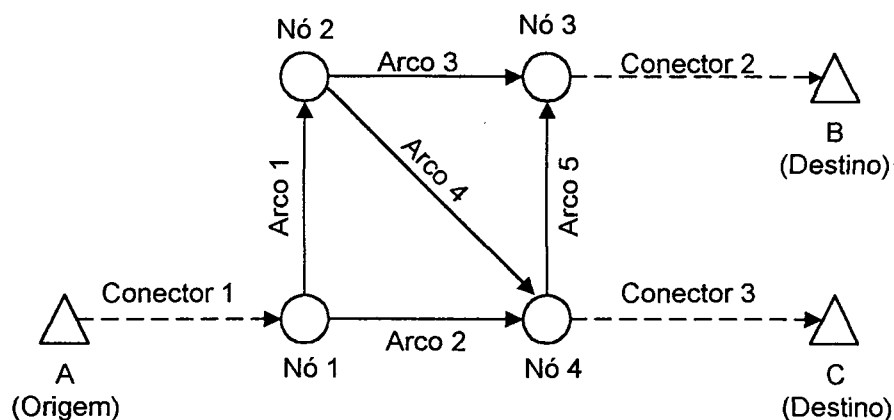 Nó 2
Nó 3
Arco 3
Conector 2
B
(Destino)
Arco 1
Arco 4
Arco 5
Conector 1
Conector 3
A
(Origem)
Nó 1
Arco 2
Nó 4
C
(Destino)